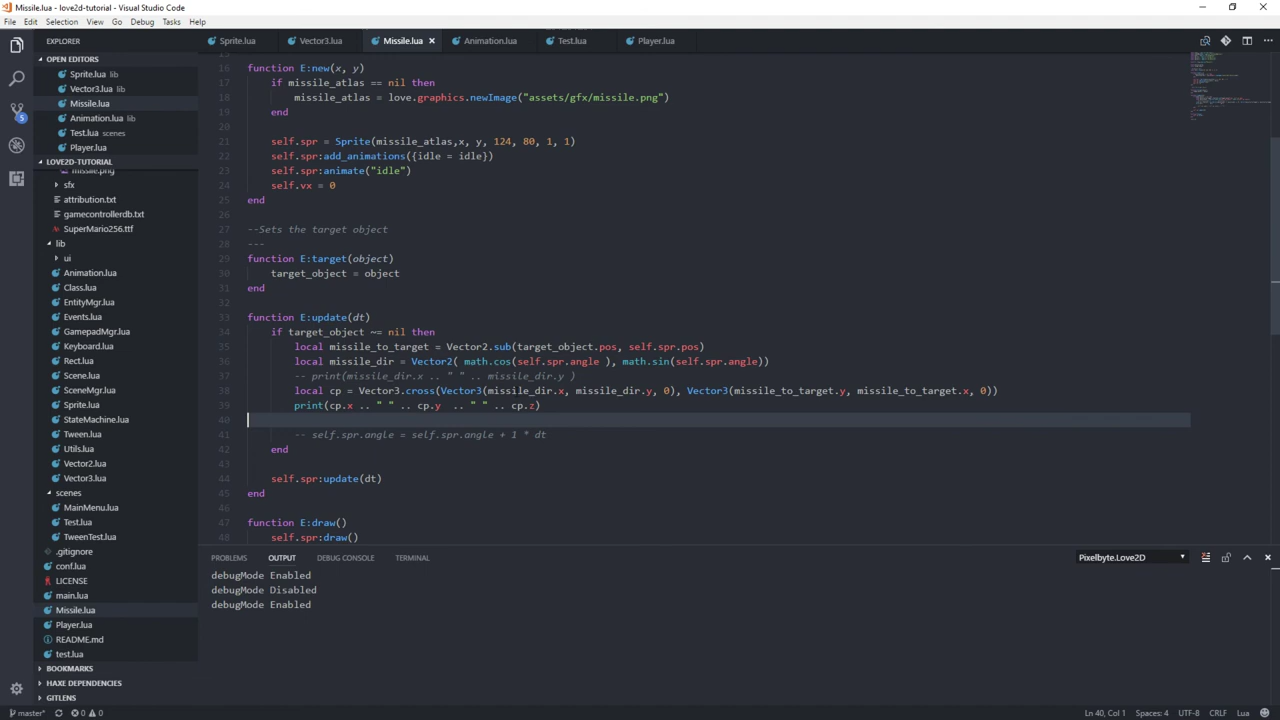 Missile.lua - love2d-tutorial - Visual Studio Code
File Edit Selection View Go Debug Tasks Help
EXPLORER
OPEN EDITORS
Sprite.lua lib
Vector3.lua lib
Missile.lua
Animation.lua lib
Test.lua scenes
Player.lua
LOVE2D-TUTORIAL
missile.png
sfx
attribution.txt
gamecontrollerdb.txt
SuperMario256.ttf
lib
ui
Animation.lua
Class.lua
EntityMgr.lua
Events.lua
GamepadMgr.lua
Keyboard.lua
Rect.lua
Scene.lua
SceneMgr.lua
Sprite.lua
StateMachine.lua
Tween.lua
Utils.lua
Vector2.lua
Vector3.lua
scenes
MainMenu.lua
Test.lua
TweenTest.lua
.gitignore
conf.lua
LICENSE
main.lua
Missile.lua
Player.lua
README.md
test.lua
BOOKMARKS
HAXE DEPENDENCIES
GITLENS
5
Sprite.lua Vector3.lua Missile.lua Animation.lua Test.lua Player.lua
15
16 function E:new(x, y)
17 if missile_atlas == nil then
18 missile_atlas = love.graphics.newImage("assets/gfx/missile.png")
19 end
20
21 self.spr = Sprite(missile_atlas,x, y, 124, 80, 1, 1)
22 self.spr:add_animations({idle = idle})
23 self.spr:animate("idle")
24 self.vx = 0
25 end
26
27 --Sets the target object
28 ---
29 function E:target(object)
30 target_object = object
31 end
32
33 function E:update(dt)
34 if target_object ~= nil then
35 local missile_to_target = Vector2.sub(target_object.pos, self.spr.pos)
36 local missile_dir = Vector2( math.cos(self.spr.angle ), math.sin(self.spr.angle))
37 -- print(missile_dir.x .. " " .. missile_dir.y )
38 local cp = Vector3.cross(Vector3(missile_dir.x, missile_dir.y, 0), Vector3(missile_to_target.y, missile_to_target.x, 0))
39 print(cp.x .. " " .. cp.y  .. " " .. cp.z)
40
41 -- self.spr.angle = self.spr.angle + 1 * dt
42 end
43
44 self.spr:update(dt)
45 end
46
47 function E:draw()
48 self.spr:draw()
PROBLEMS OUTPUT DEBUG CONSOLE TERMINAL
Pixelbyte.Love2D
debugMode Enabled
debugMode Disabled
debugMode Enabled
master* 0 0
Ln 40, Col 1 Spaces: 4 UTF-8 CRLF Lua